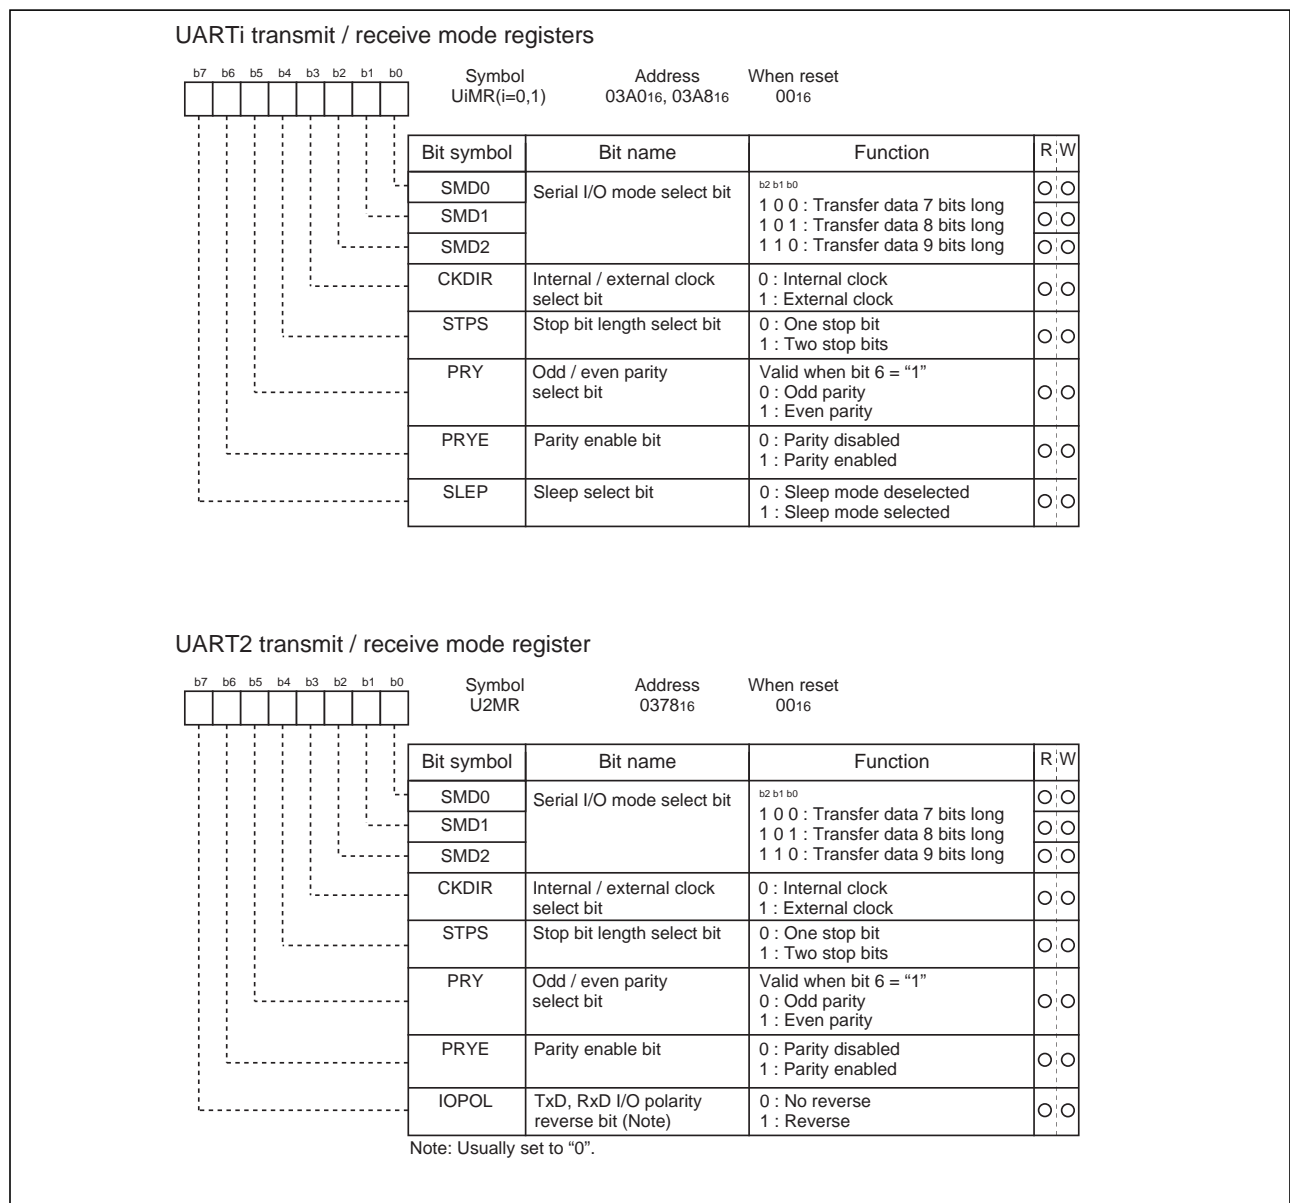 UARTi transmit / receive mode registers
b7 b6 b5 b4 b3 b2 b1 b0
Symbol Address When reset
UiMR(i=0,1) 03A016, 03A816 0016
Bit symbol Bit name Function R W
SMD0 Serial I/O mode select bit b2 b1 b0
1 0 0 : Transfer data 7 bits long
SMD1 1 0 1 : Transfer data 8 bits long
SMD2 1 1 0 : Transfer data 9 bits long
CKDIR Internal / external clock 0 : Internal clock
select bit 1 : External clock
STPS Stop bit length select bit 0 : One stop bit
1 : Two stop bits
PRY Odd / even parity Valid when bit 6 = “1”
select bit 0 : Odd parity
1 : Even parity
PRYE Parity enable bit 0 : Parity disabled
1 : Parity enabled
SLEP Sleep select bit 0 : Sleep mode deselected
1 : Sleep mode selected
UART2 transmit / receive mode register
b7 b6 b5 b4 b3 b2 b1 b0
Symbol Address When reset
U2MR 037816 0016
Bit symbol Bit name Function R W
SMD0 Serial I/O mode select bit b2 b1 b0
1 0 0 : Transfer data 7 bits long
SMD1 1 0 1 : Transfer data 8 bits long
SMD2 1 1 0 : Transfer data 9 bits long
CKDIR Internal / external clock 0 : Internal clock
select bit 1 : External clock
STPS Stop bit length select bit 0 : One stop bit
1 : Two stop bits
PRY Odd / even parity Valid when bit 6 = “1”
select bit 0 : Odd parity
1 : Even parity
PRYE Parity enable bit 0 : Parity disabled
1 : Parity enabled
IOPOL TxD, RxD I/O polarity 0 : No reverse
reverse bit (Note) 1 : Reverse
Note: Usually set to “0”.